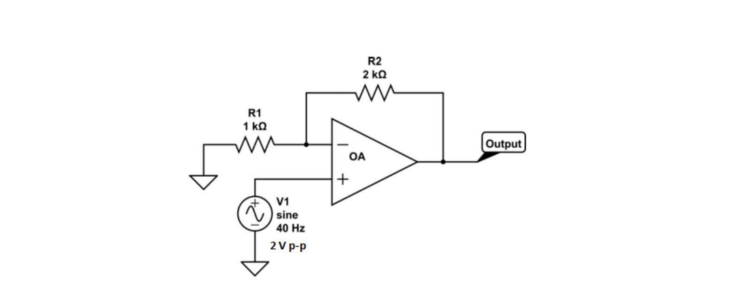 R2
2 kΩ
R1
1 kΩ
Output
−
OA
+
V1
+
sine
−
40 Hz
2 V p-p